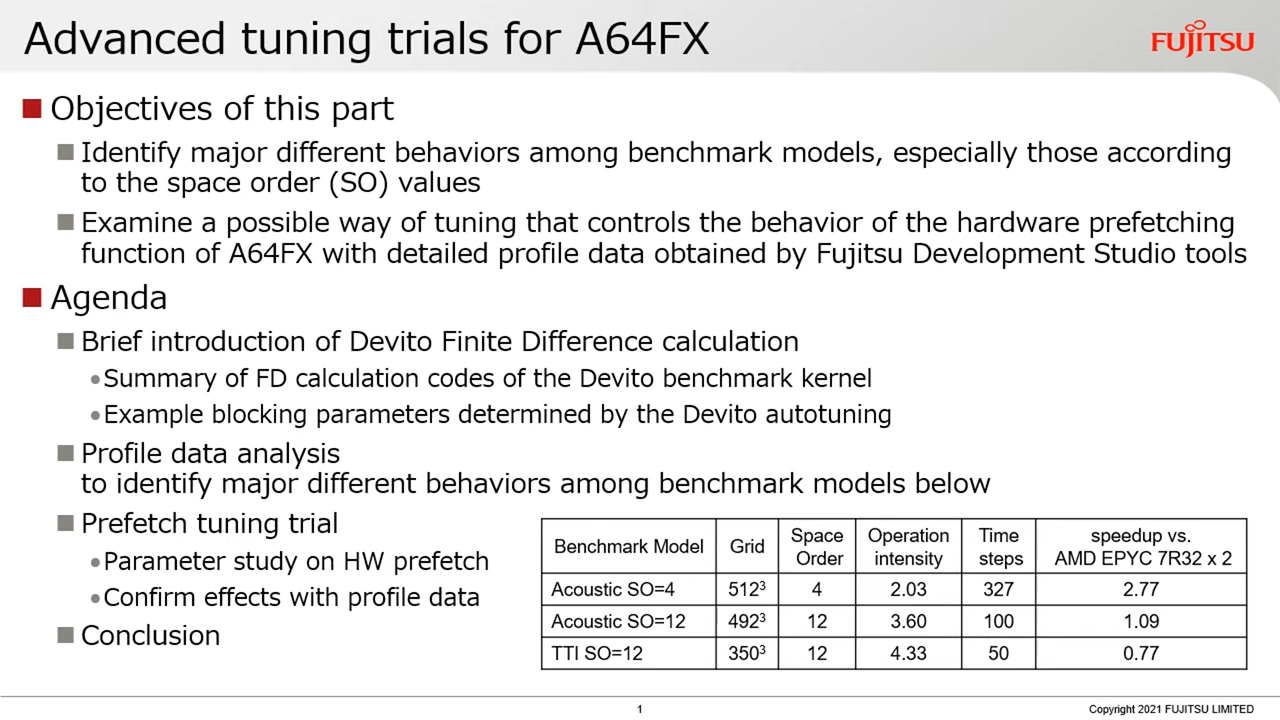 Advanced tuning trials for A64FX
FUJITSU
Objectives of this part
Identify major different behaviors among benchmark models, especially those according
to the space order (SO) values
Examine a possible way of tuning that controls the behavior of the hardware prefetching
function of A64FX with detailed profile data obtained by Fujitsu Development Studio tools
Agenda
Brief introduction of Devito Finite Difference calculation
•Summary of FD calculation codes of the Devito benchmark kernel
•Example blocking parameters determined by the Devito autotuning
Profile data analysis
to identify major different behaviors among benchmark models below
Prefetch tuning trial
•Parameter study on HW prefetch
•Confirm effects with profile data
Conclusion
Benchmark Model Grid Space Order Operation intensity Time steps speedup vs. AMD EPYC 7R32 x 2
Acoustic SO=4 512³ 4 2.03 327 2.77
Acoustic SO=12 492³ 12 3.60 100 1.09
TTI SO=12 350³ 12 4.33 50 0.77
1
Copyright 2021 FUJITSU LIMITED